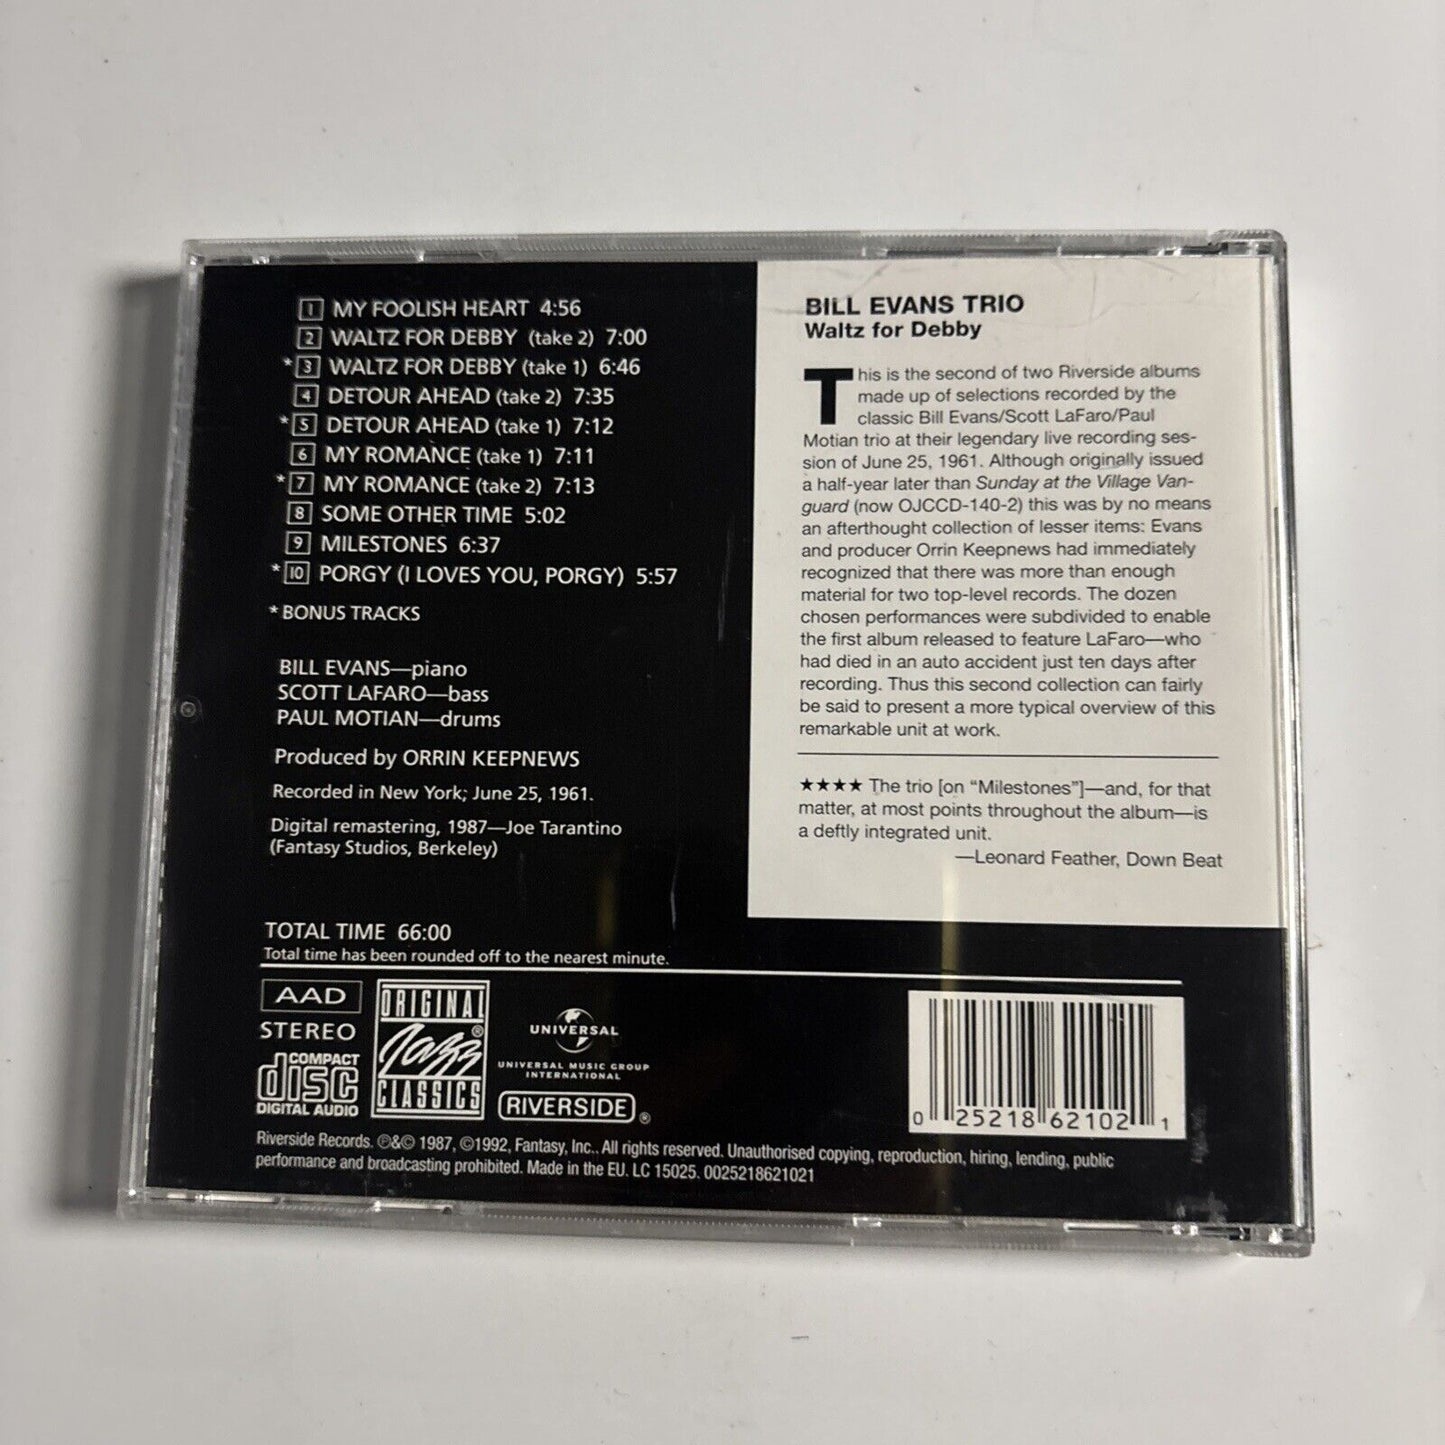 1 MY FOOLISH HEART 4:56
2 WALTZ FOR DEBBY (take 2) 7:00
*3 WALTZ FOR DEBBY (take 1) 6:46
4 DETOUR AHEAD (take 2) 7:35
*5 DETOUR AHEAD (take 1) 7:12
6 MY ROMANCE (take 1) 7:11
*7 MY ROMANCE (take 2) 7:13
8 SOME OTHER TIME 5:02
9 MILESTONES 6:37
*10 PORGY (I LOVES YOU, PORGY) 5:57
*BONUS TRACKS
BILL EVANS—piano
SCOTT LAFARO—bass
PAUL MOTIAN—drums
Produced by ORRIN KEEPNEWS
Recorded in New York; June 25, 1961.
Digital remastering, 1987—Joe Tarantino
(Fantasy Studios, Berkeley)
TOTAL TIME 66:00
Total time has been rounded off to the nearest minute.
BILL EVANS TRIO
Waltz for Debby
This is the second of two Riverside albums
made up of selections recorded by the
classic Bill Evans/Scott LaFaro/Paul
Motian trio at their legendary live recording ses-
sion of June 25, 1961. Although originally issued
a half-year later than Sunday at the Village Van-
guard (now OJCCD-140-2) this was by no means
an afterthought collection of lesser items: Evans
and producer Orrin Keepnews had immediately
recognized that there was more than enough
material for two top-level records. The dozen
chosen performances were subdivided to enable
the first album released to feature LaFaro—who
had died in an auto accident just ten days after
recording. Thus this second collection can fairly
be said to present a more typical overview of this
remarkable unit at work.
★★★★ The trio [on “Milestones”]—and, for that
matter, at most points throughout the album—is
a deftly integrated unit.
—Leonard Feather, Down Beat
AAD
STEREO
COMPACT
disc
DIGITAL AUDIO
ORIGINAL
Jazz®
CLASSICS
UNIVERSAL
UNIVERSAL MUSIC GROUP
INTERNATIONAL
RIVERSIDE®
0 25218 62102 1
Riverside Records. ℗&© 1987, ©1992, Fantasy, Inc.. All rights reserved. Unauthorised copying, reproduction, hiring, lending, public
performance and broadcasting prohibited. Made in the EU. LC 15025. 0025218621021